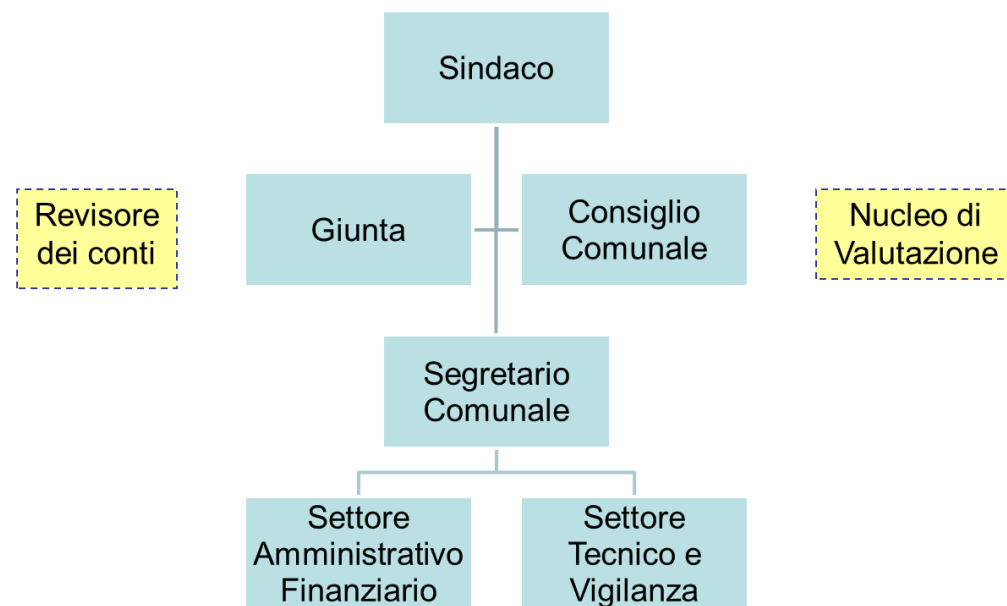 Sindaco
Revisore
dei conti
Giunta
Consiglio
Comunale
Nucleo di
Valutazione
Segretario
Comunale
Settore
Amministrativo
Finanziario
Settore
Tecnico e
Vigilanza